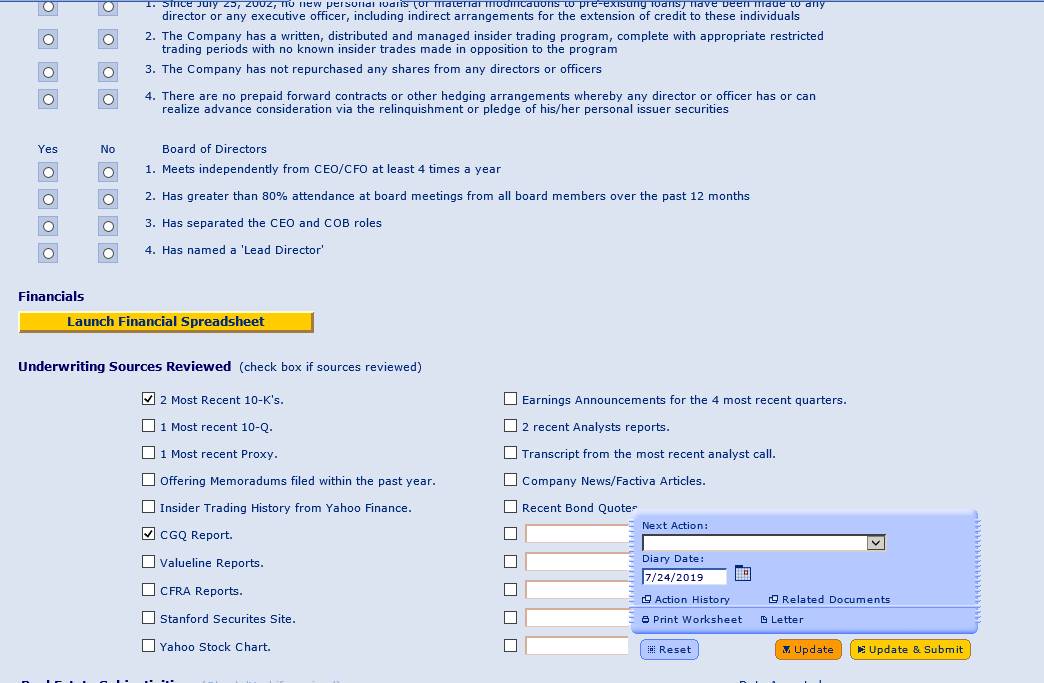 1. Since July 25, 2002, no new personal loans (or material modifications to pre-existing loans) have been made to any
director or any executive officer, including indirect arrangements for the extension of credit to these individuals
2. The Company has a written, distributed and managed insider trading program, complete with appropriate restricted
trading periods with no known insider trades made in opposition to the program
3. The Company has not repurchased any shares from any directors or officers
4. There are no prepaid forward contracts or other hedging arrangements whereby any director or officer has or can
realize advance consideration via the relinquishment or pledge of his/her personal issuer securities
Yes No Board of Directors
1. Meets independently from CEO/CFO at least 4 times a year
2. Has greater than 80% attendance at board meetings from all board members over the past 12 months
3. Has separated the CEO and COB roles
4. Has named a 'Lead Director'
Financials
Launch Financial Spreadsheet
Underwriting Sources Reviewed (check box if sources reviewed)
2 Most Recent 10-K's. Earnings Announcements for the 4 most recent quarters.
1 Most recent 10-Q. 2 recent Analysts reports.
1 Most recent Proxy. Transcript from the most recent analyst call.
Offering Memoradums filed within the past year. Company News/Factiva Articles.
Insider Trading History from Yahoo Finance. Recent Bond Quotes
CGQ Report.
Valueline Reports.
CFRA Reports.
Stanford Securites Site.
Yahoo Stock Chart.
Next Action:
Diary Date:
7/24/2019
Action History Related Documents
Print Worksheet Letter
Reset Update Update & Submit